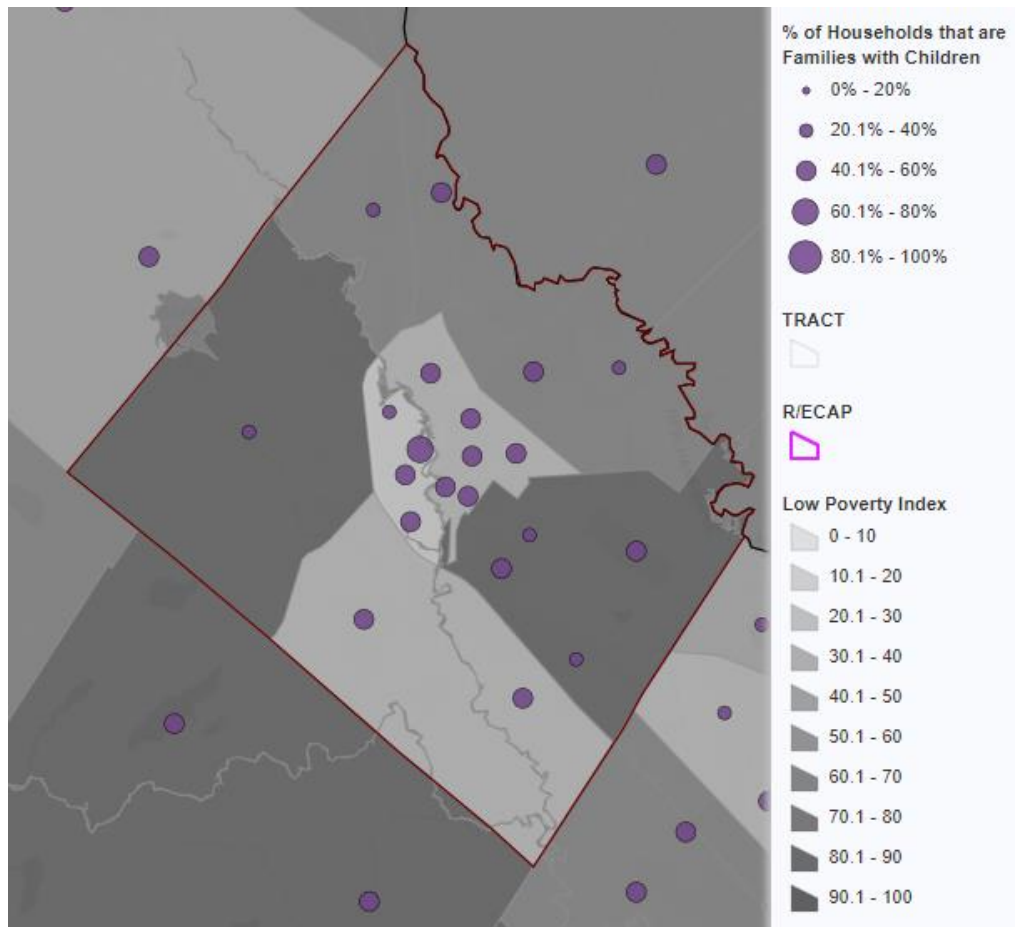 % of Households that are
Families with Children
0% - 20%
20.1% - 40%
40.1% - 60%
60.1% - 80%
80.1% - 100%
TRACT
R/ECAP
Low Poverty Index
0 - 10
10.1 - 20
20.1 - 30
30.1 - 40
40.1 - 50
50.1 - 60
60.1 - 70
70.1 - 80
80.1 - 90
90.1 - 100